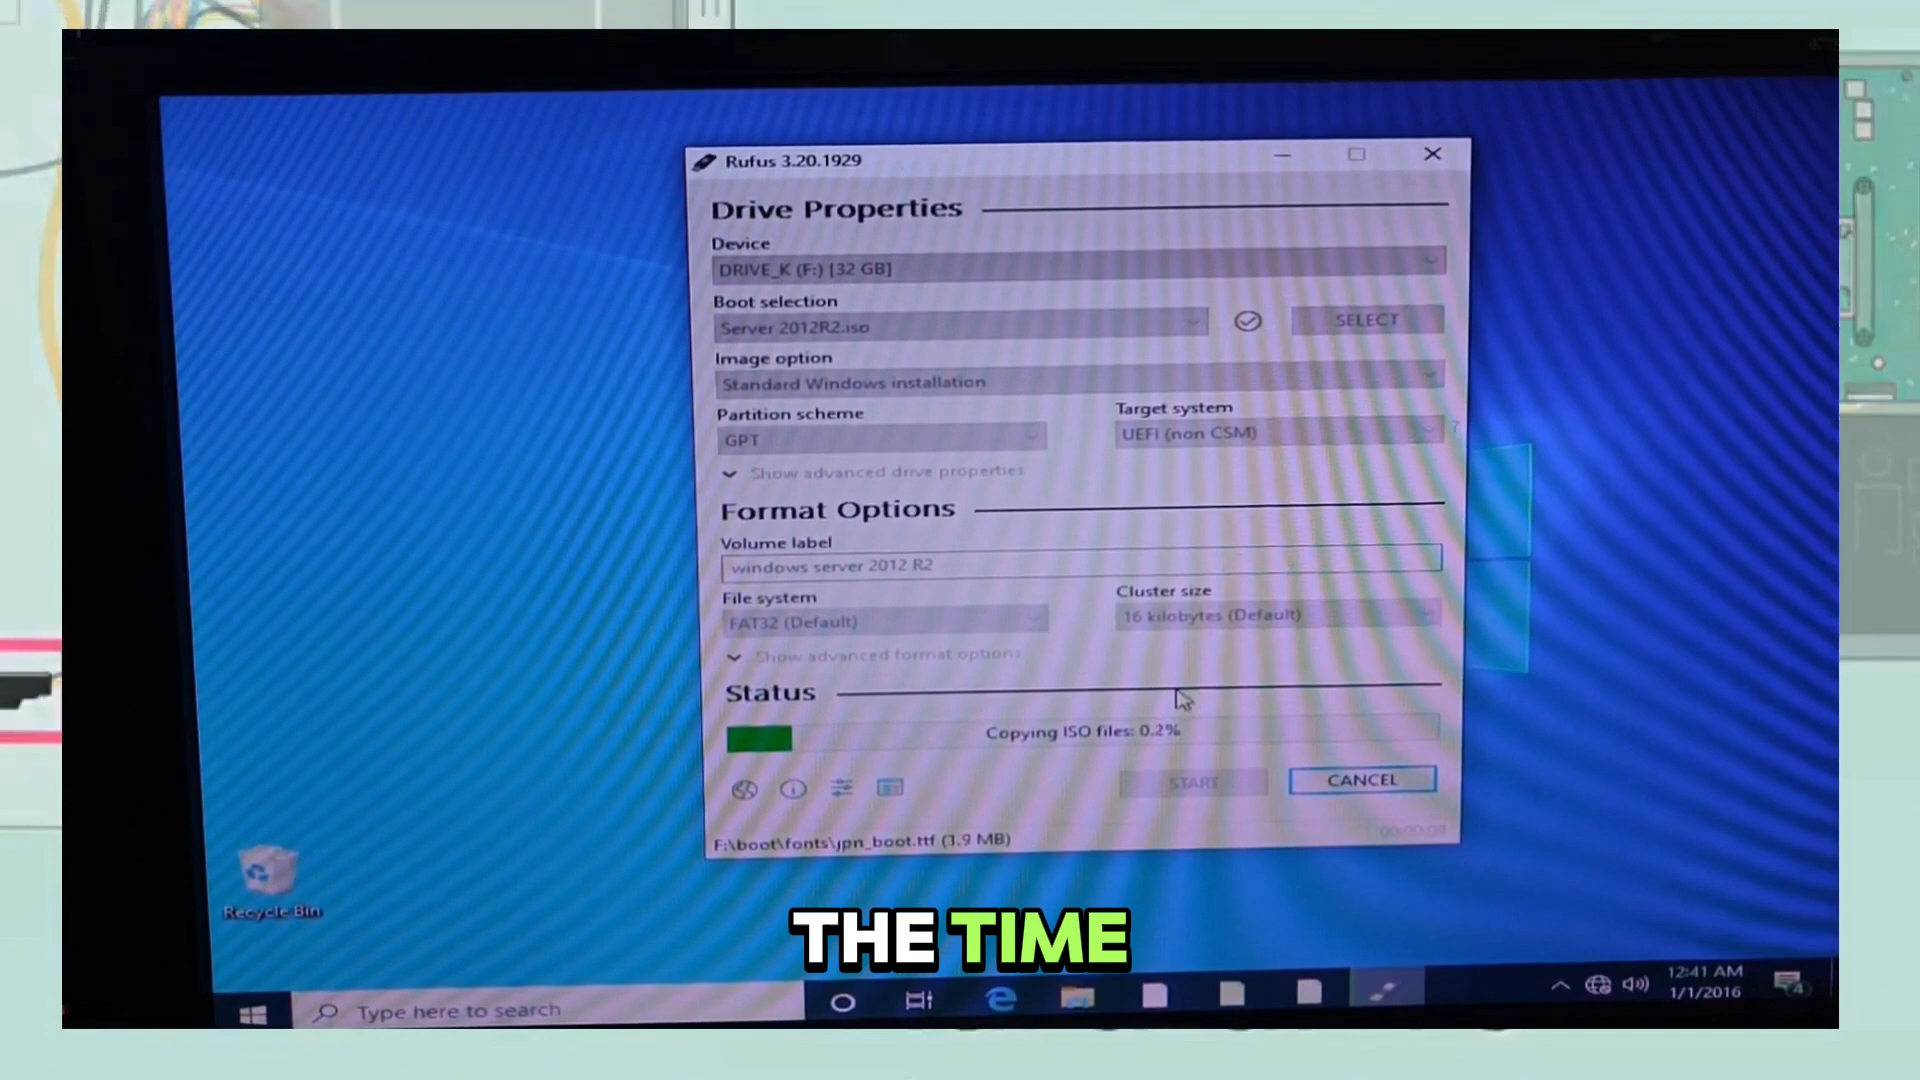 Rufus 3.20.1929
Drive Properties
Device
DRIVE_K (F:) [32 GB]
Boot selection
Server 2012R2.iso
SELECT
Image option
Standard Windows installation
Partition scheme
Target system
GPT
UEFI (non CSM)
?
Show advanced drive properties
Format Options
Volume label
windows server 2012 R2
File system
Cluster size
FAT32 (Default)
16 kilobytes (Default)
Show advanced format options
Status
Copying ISO files: 0.2%
START
CANCEL
F:\boot\fonts\jpn_boot.ttf (1.9 MB)
Recycle Bin
THE TIME
Type here to search
12:41 AM
1/1/2016
4